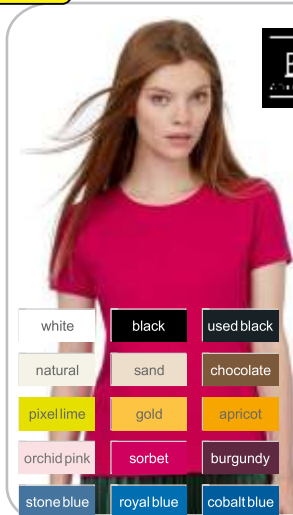 white black used black
natural sand chocolate
pixel lime gold apricot
orchid pink sorbet burgundy
stone blue royal blue cobalt blue